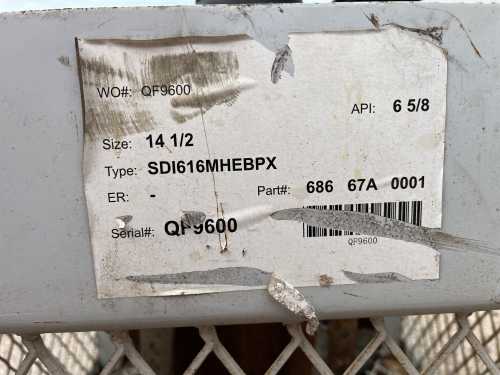 WO#: QF9600
API: 6 5/8
Size: 14 1/2
Type: SDI616MHEBPX
ER: - Part#: 686 67A 0001
Serial#: QF9600
QF9600